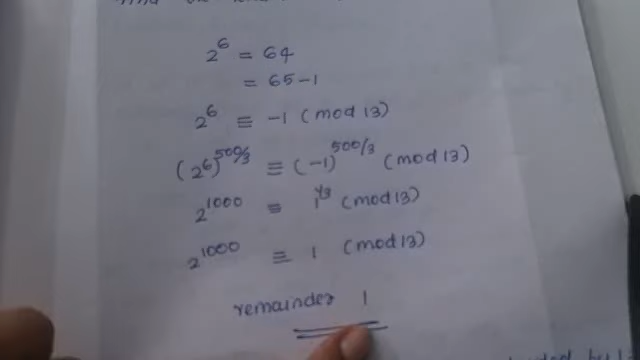 2^6 = 64
= 65-1
2^6 ≡ -1 (mod 13)
(2^6)^500/3 ≡ (-1)^500/3 (mod 13)
2^1000 ≡ 1^1/3 (mod 13)
2^1000 ≡ 1 (mod 13)
remainder 1